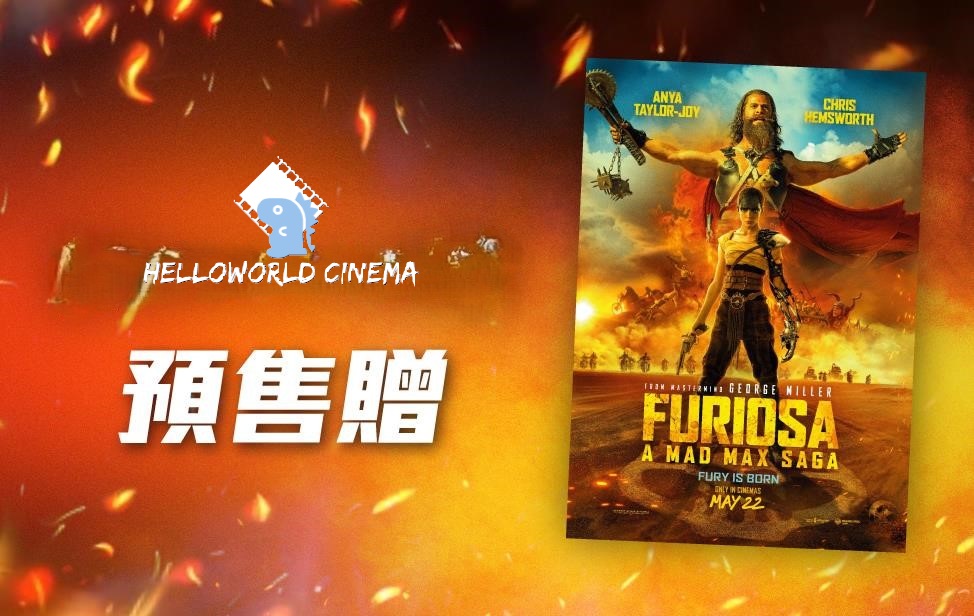 HELLOWORLD CINEMA
預售贈
ANYA
TAYLOR-JOY
CHRIS
HEMSWORTH
FROM MASTERMIND GEORGE MILLER
FURIOSA
A MAD MAX SAGA
FURY IS BORN
ONLY IN CINEMAS
MAY 22